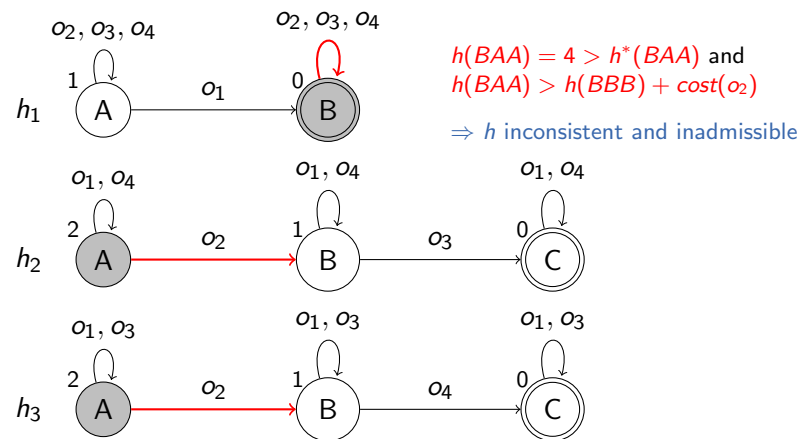 o₂, o₃, o₄
o₂, o₃, o₄
h(BAA) = 4 > h*(BAA) and
h(BAA) > h(BBB) + cost(o₂)
⇒ h inconsistent and inadmissible
h₁
1
A
o₁
0
B
o₁, o₄
o₁, o₄
o₁, o₄
h₂
2
A
o₂
1
B
o₃
0
C
o₁, o₃
o₁, o₃
o₁, o₃
h₃
2
A
o₂
1
B
o₄
0
C